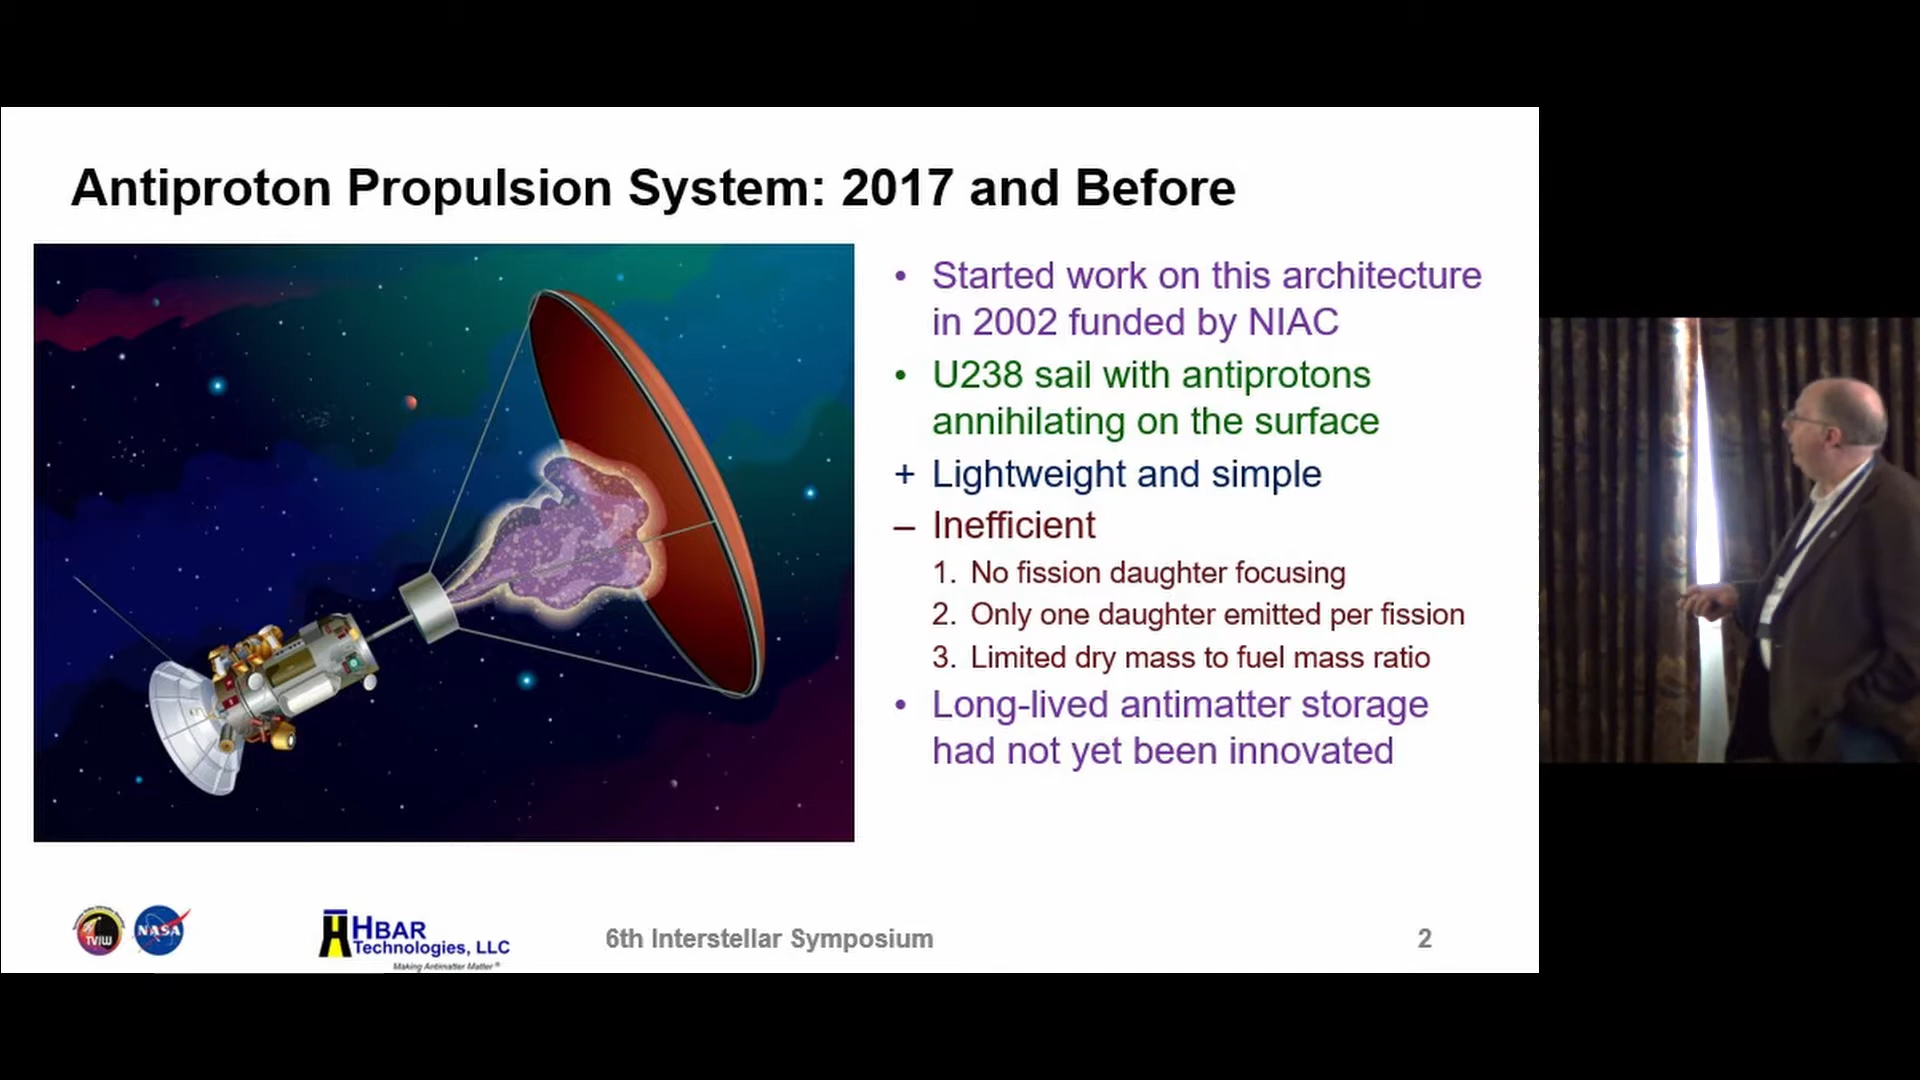 Antiproton Propulsion System: 2017 and Before
• Started work on this architecture
in 2002 funded by NIAC
• U238 sail with antiprotons
annihilating on the surface
+ Lightweight and simple
– Inefficient
1. No fission daughter focusing
2. Only one daughter emitted per fission
3. Limited dry mass to fuel mass ratio
• Long-lived antimatter storage
had not yet been innovated
TVIW
NASA
HBAR
Technologies, LLC
Making Antimatter Matter ®
6th Interstellar Symposium
2